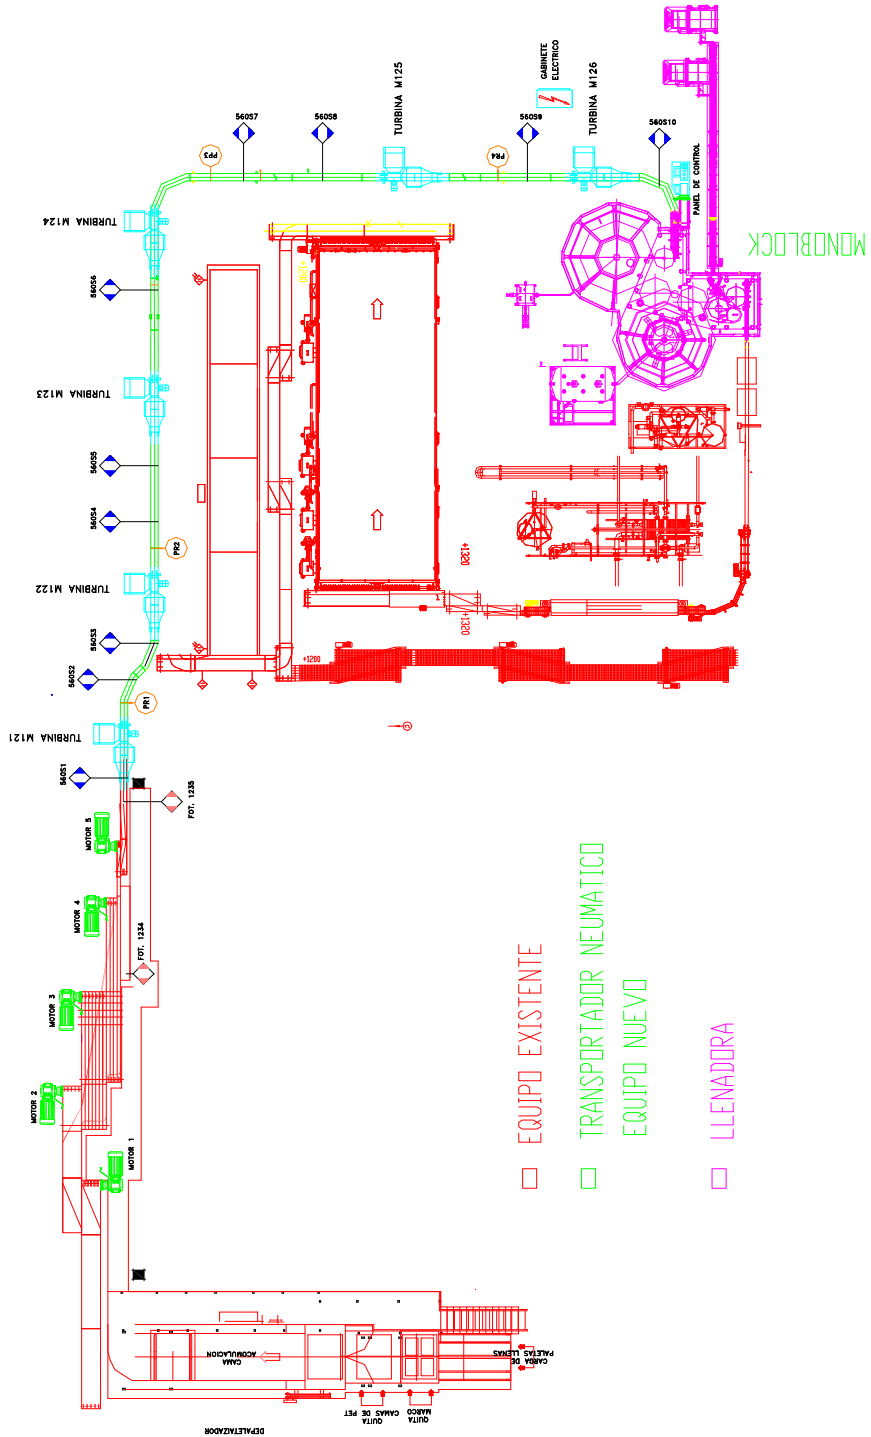 GABINETE
ELECTRICO
TURBINA M125
TURBINA M126
560S7
560S8
560S9
560S10
PP3
PR4
PANEL DE CONTROL
MONOBLOCK
TURBINA M124
560S6
+1200
TURBINA M123
560S5
560S4
PR2
TURBINA M122
560S3
560S2
PR1
+1320
+1320
+1200
TURBINA M121
560S1
FOT. 1235
MOTOR 5
MOTOR 4
FOT. 1234
MOTOR 3
MOTOR 2
MOTOR 1
EQUIPO EXISTENTE
TRANSPORTADOR NEUMATICO
EQUIPO NUEVO
LLENADORA
CAMA
ACOMULACION
CARGA DE
PALETAS LLENAS
QUITA
CAMAS DE PET
QUITA
MARCO
DEPALETAIZADOR